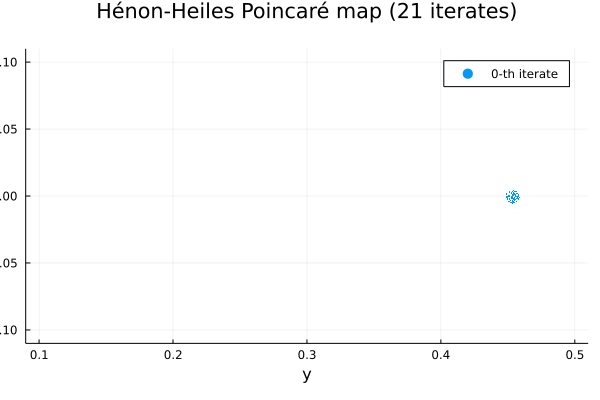 Hénon-Heiles Poincaré map (21 iterates)
.10
0-th iterate
.05
.00
.05
.10
0.1 0.2 0.3 0.4 0.5
y